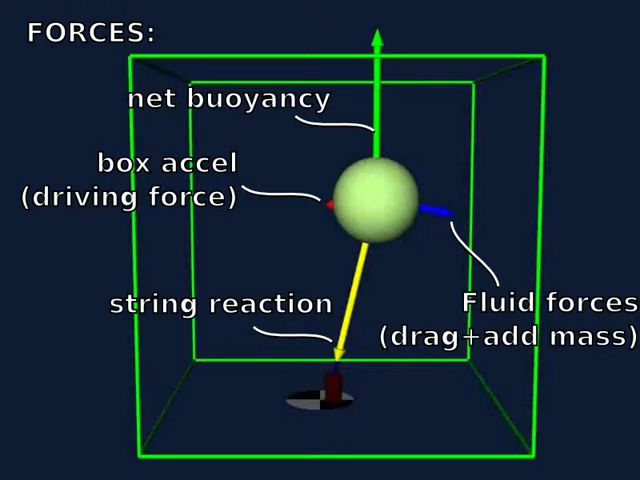 FORCES:
net buoyancy
box accel
(driving force)
string reaction
Fluid forces
(drag+add mass)